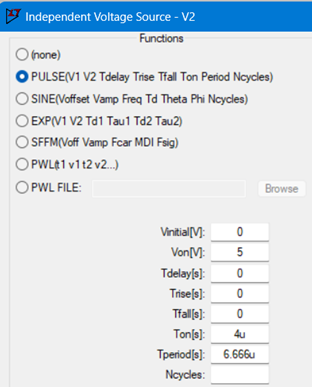 Independent Voltage Source - V2
Functions
(none)
PULSE(V1 V2 Tdelay Trise Tfall Ton Period Ncycles)
SINE(Voffset Vamp Freq Td Theta Phi Ncycles)
EXP(V1 V2 Td1 Tau1 Td2 Tau2)
SFFM(Voff Vamp Fcar MDI Fsig)
PWL(t1 v1 t2 v2...)
PWL FILE: Browse
Vinitial[V]: 0
Von[V]: 5
Tdelay[s]: 0
Trise[s]: 0
Tfall[s]: 0
Ton[s]: 4u
Tperiod[s]: 6.666u
Ncycles: